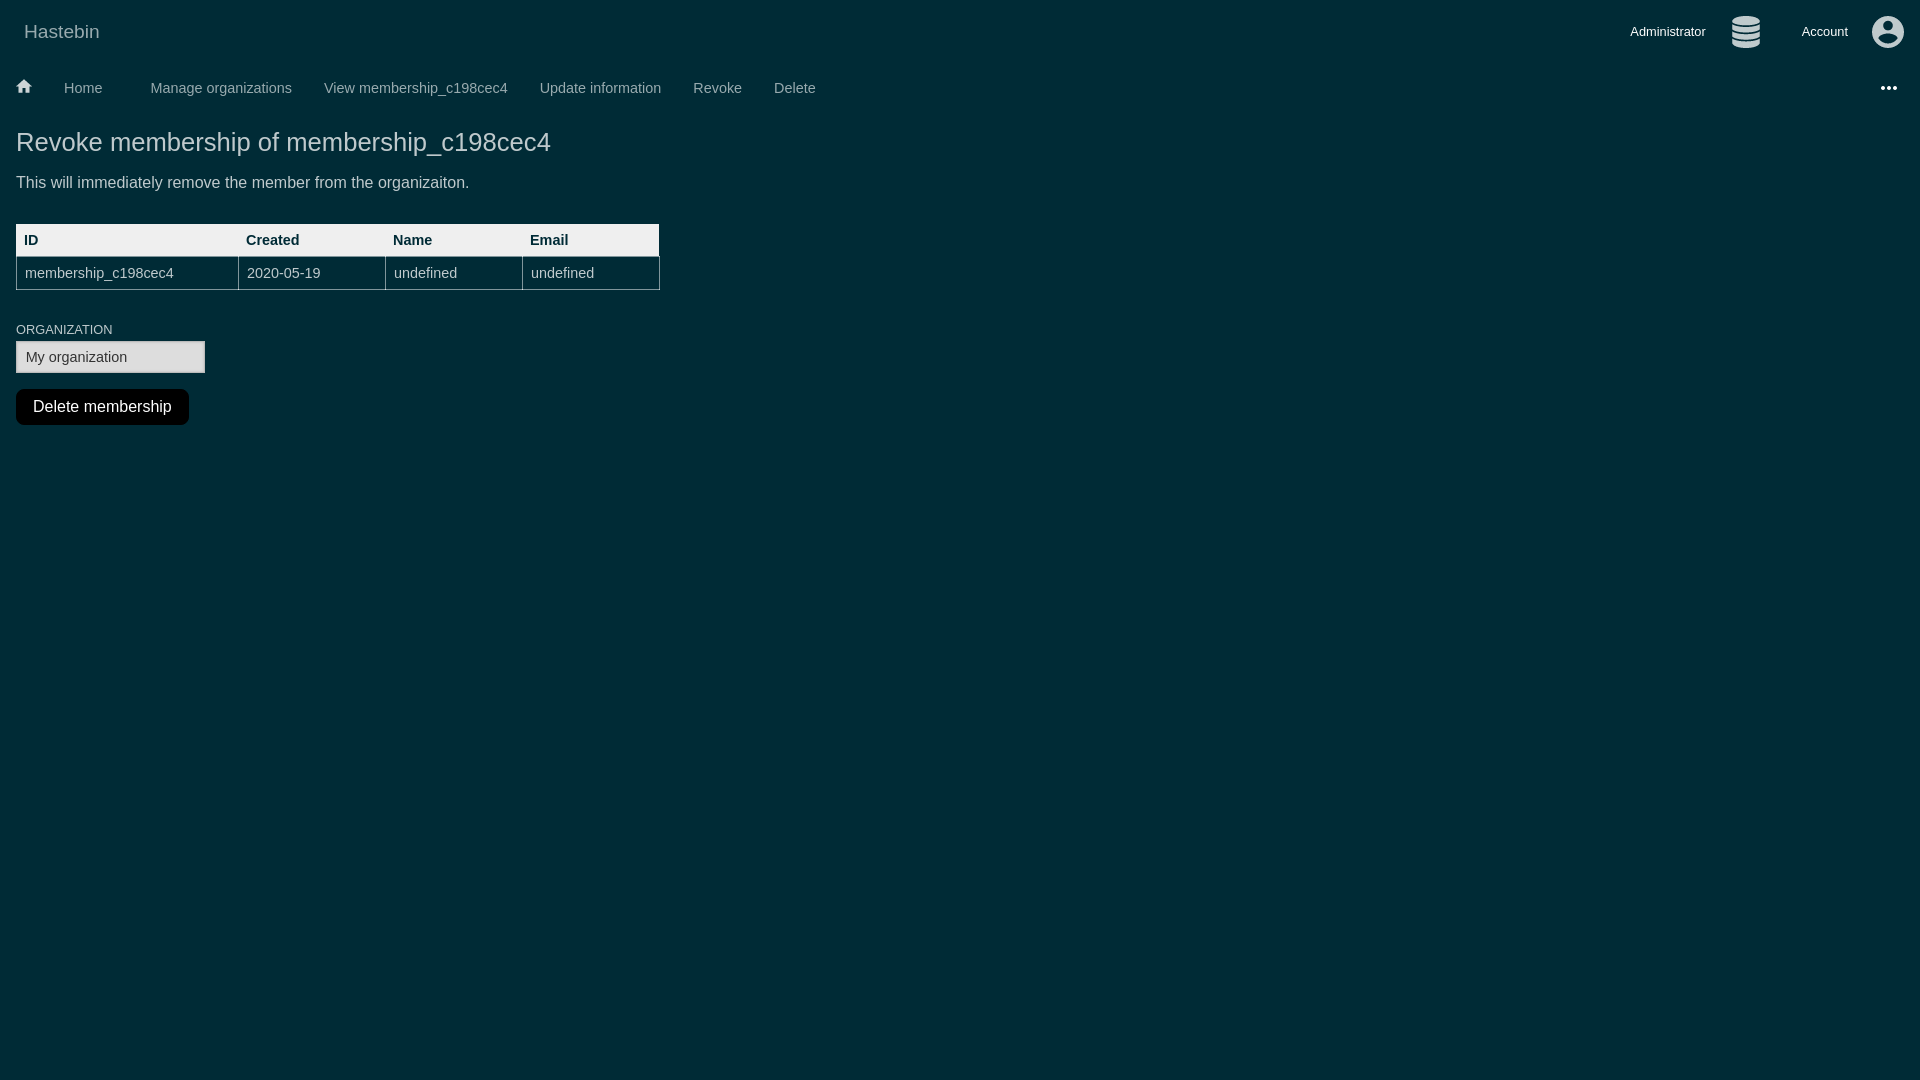 Hastebin
Administrator
Account
Home
Manage organizations
View membership_c198cec4
Update information
Revoke
Delete
Revoke membership of membership_c198cec4
This will immediately remove the member from the organizaiton.
ID Created Name Email
membership_c198cec4 2020-05-19 undefined undefined
ORGANIZATION
My organization
Delete membership